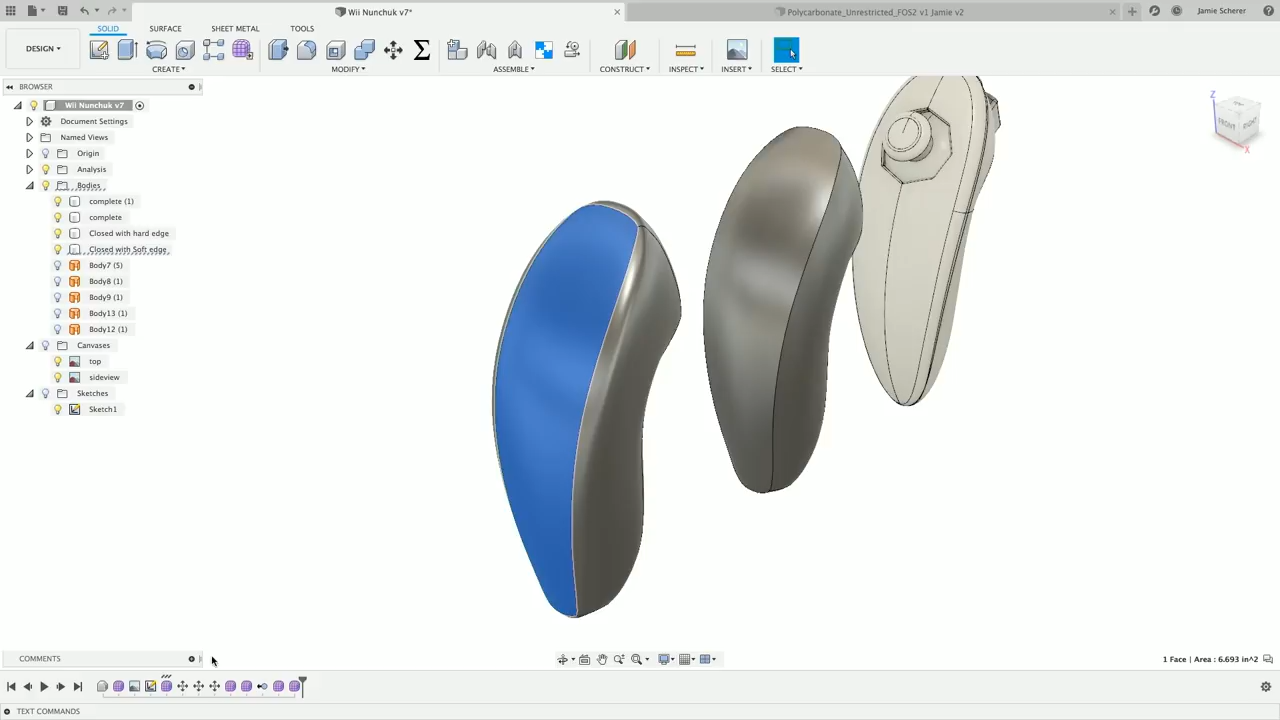 Wii Nunchuk v7*
Polycarbonate_Unrestricted_FOS2 v1 Jamie v2
Jamie Scherer
DESIGN
SOLID
SURFACE
SHEET METAL
TOOLS
CREATE
MODIFY
ASSEMBLE
CONSTRUCT
INSPECT
INSERT
SELECT
BROWSER
Wii Nunchuk v7
Document Settings
Named Views
Origin
Analysis
Bodies
complete (1)
complete
Closed with hard edge
Closed with Soft edge
Body7 (5)
Body8 (1)
Body9 (1)
Body13 (1)
Body12 (1)
Canvases
top
sideview
Sketches
Sketch1
Z
FRONT
RIGHT
X
COMMENTS
1 Face | Area : 6.693 in^2
TEXT COMMANDS